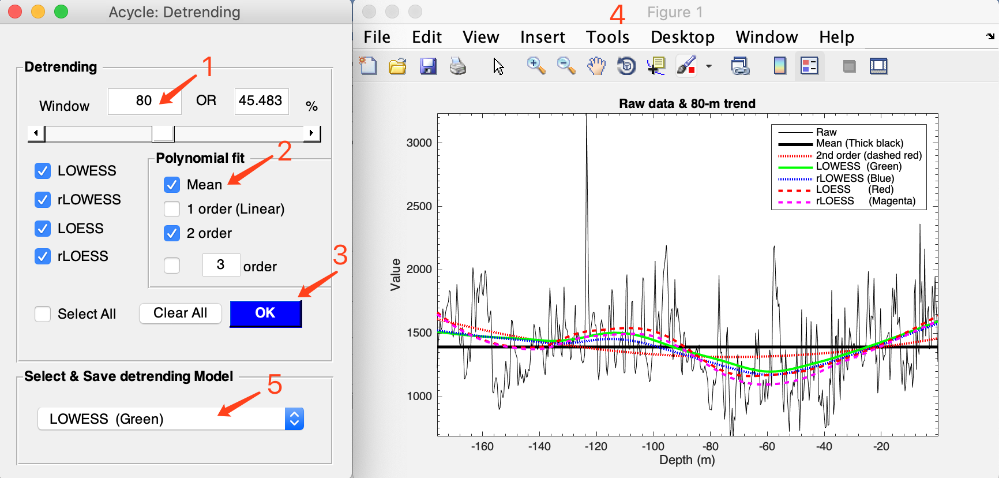 Acycle: Detrending
Detrending
1
Window 80 OR 45.483 %
2
Polynomial fit
LOWESS
rLOWESS
LOESS
rLOESS
Mean
1 order (Linear)
2 order
3 order
3
Select All Clear All OK
Select & Save detrending Model
5
LOWESS (Green)
4
Figure 1
File Edit View Insert Tools Desktop Window Help
Raw data & 80-m trend
Raw
Mean (Thick black)
2nd order (dashed red)
LOWESS (Green)
rLOWESS (Blue)
LOESS (Red)
rLOESS (Magenta)
3000
2500
2000
1500
1000
Value
-160 -140 -120 -100 -80 -60 -40 -20
Depth (m)